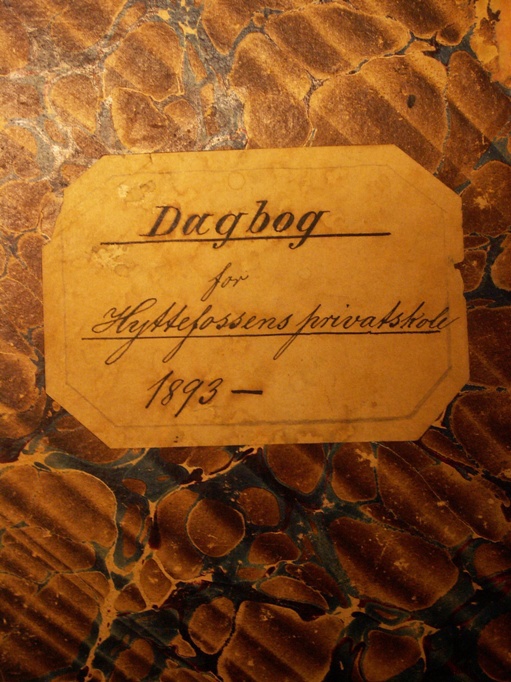 Dagbog
for
Hyttefossens privatskole
1893 —